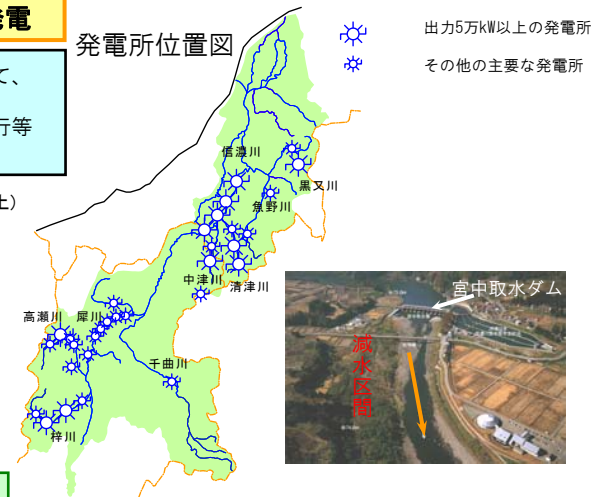 発電
発電所位置図
出力5万kW以上の発電所
その他の主要な発電所
て、
行等
土)
信濃川
黒又川
魚野川
中津川
清津川
高瀬川
犀川
千曲川
梓川
宮中取水ダム
減水区間